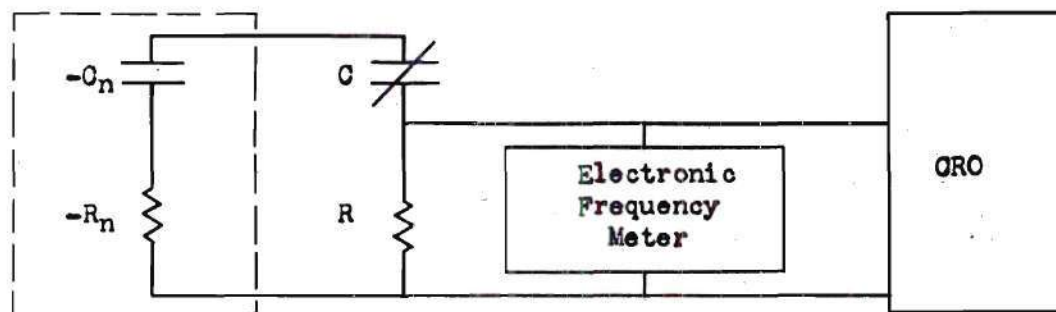 -Cn
C
-Rn
R
Electronic
Frequency
Meter
CRO